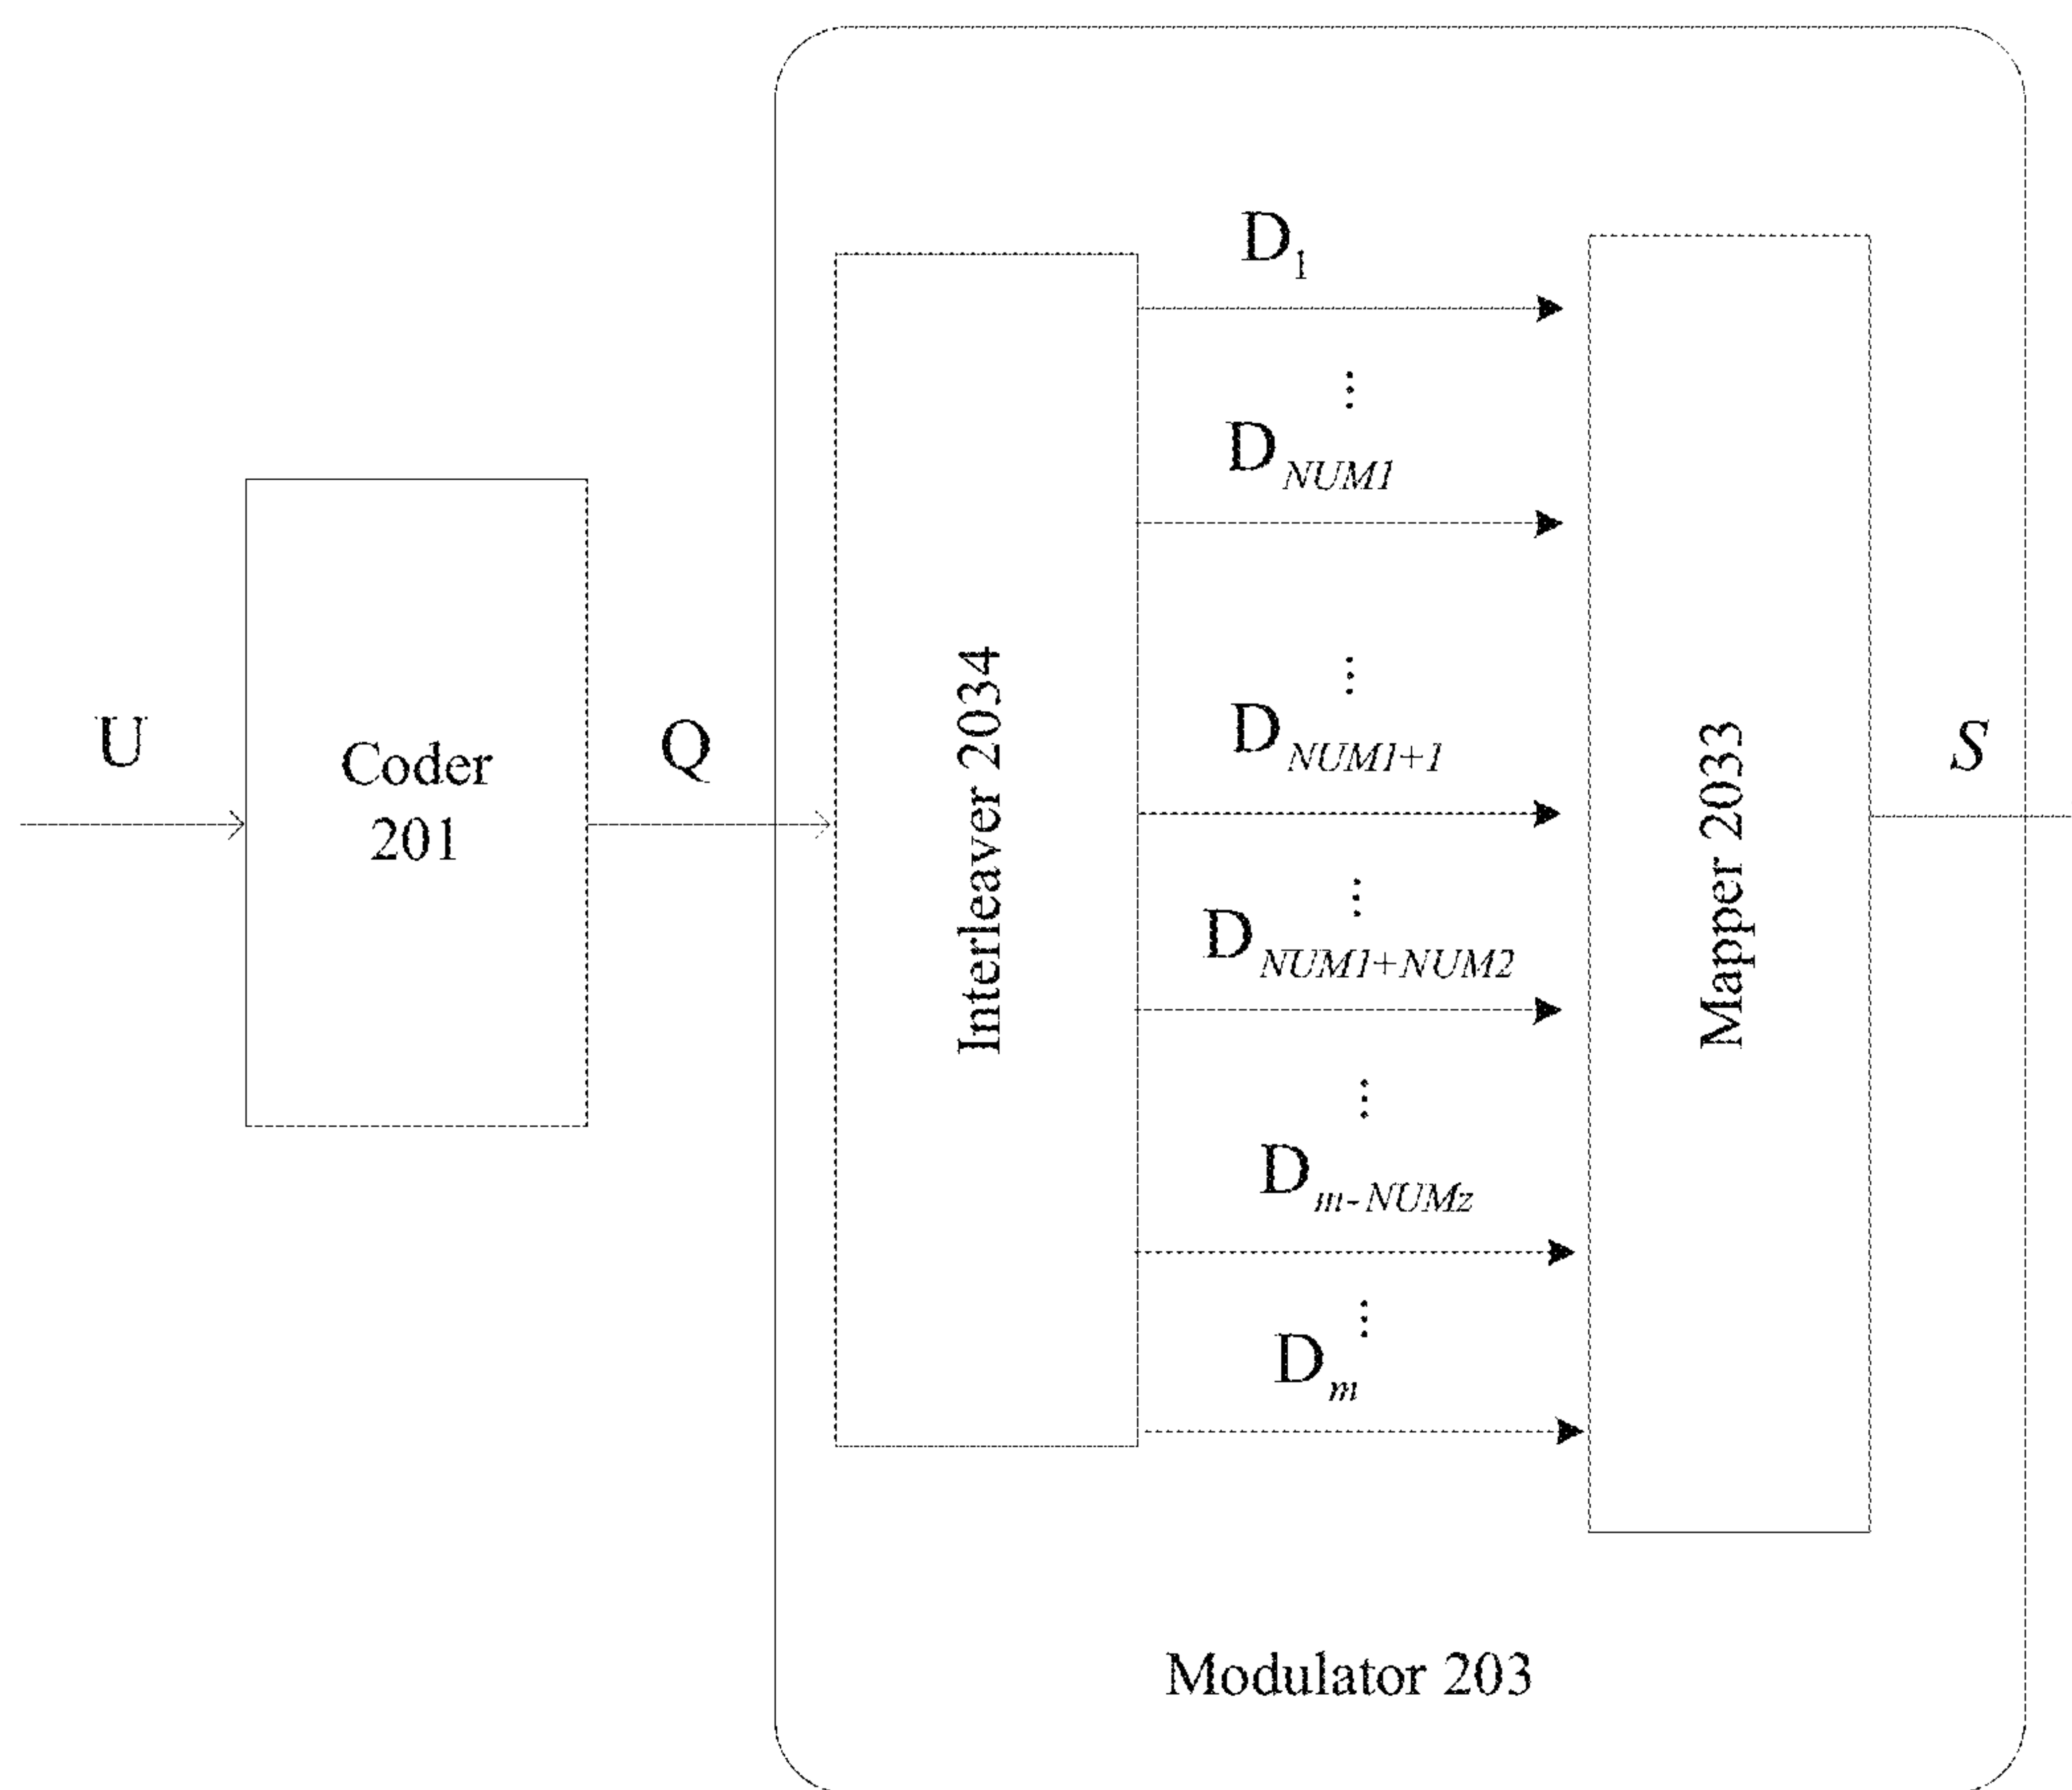 U
Coder
201
Q
Interleaver 2034
D1
⋮
DNUM1
⋮
DNUM1+1
⋮
DNUM1+NUM2
⋮
Dm-NUMz
⋮
Dm
Mapper 2033
S
Modulator 203